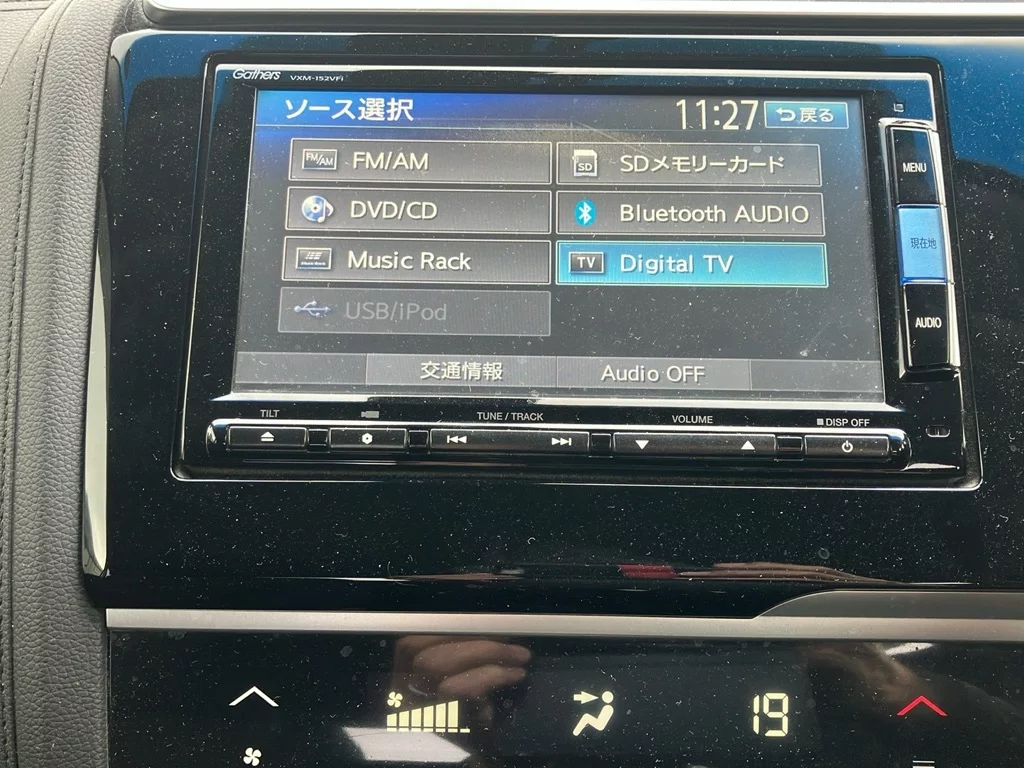 Gathers VXM-152VFi
ソース選択 11:27 戻る
FM/AM FM/AM SD SDメモリーカード
DVD/CD Bluetooth AUDIO
Music Rack Music Rack TV Digital TV
USB/iPod
交通情報 Audio OFF
MENU
現在地
AUDIO
TILT TUNE / TRACK VOLUME DISP OFF
19